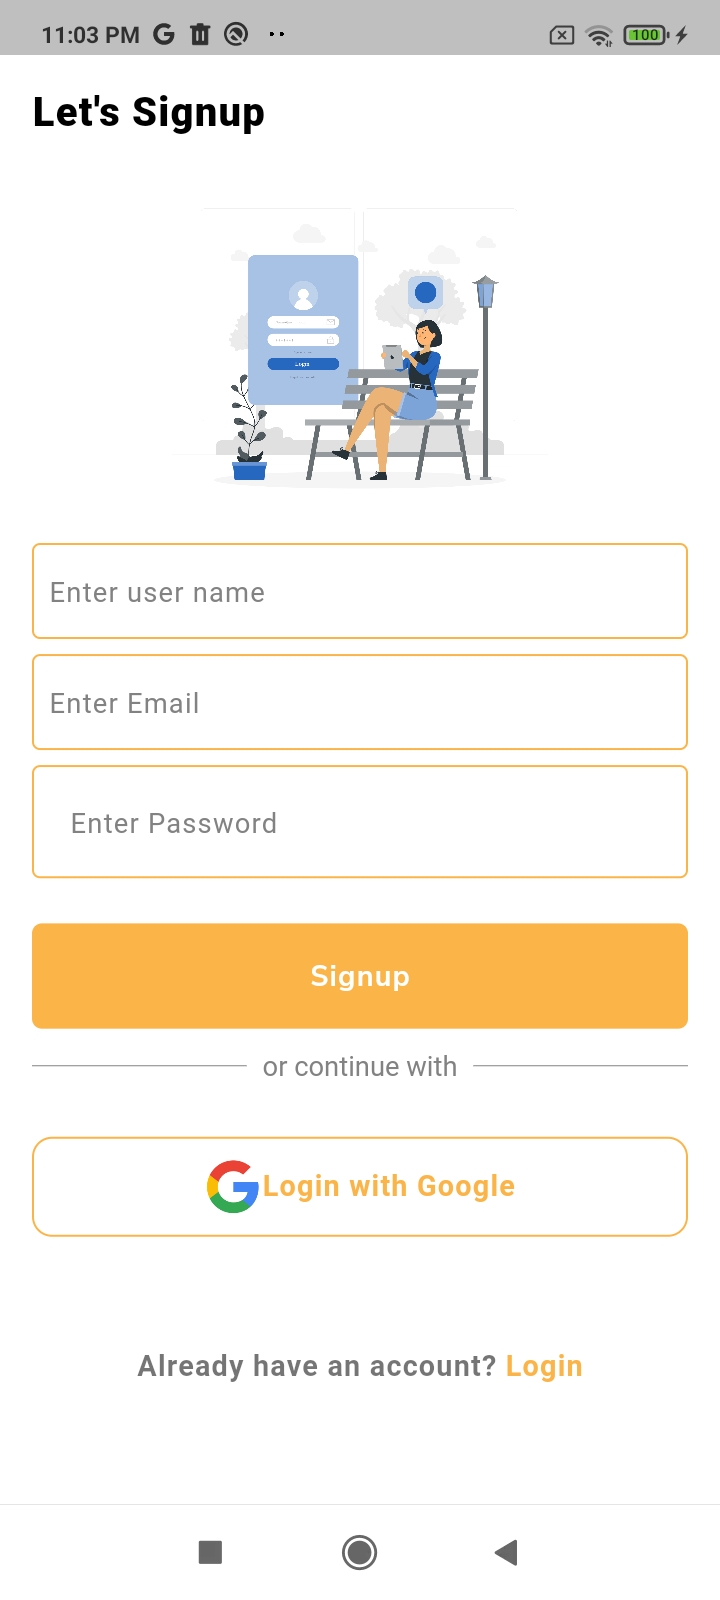 11:03 PM
100
Let's Signup
Login
Enter user name
Enter Email
Enter Password
Signup
or continue with
Login with Google
Already have an account? Login